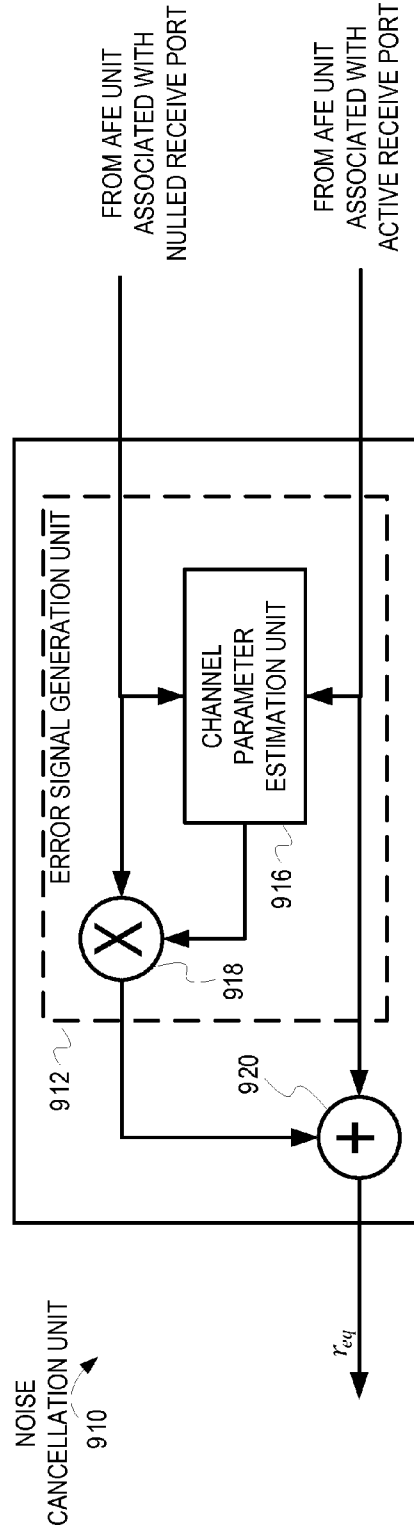 NOISE
CANCELLATION UNIT
910
912
ERROR SIGNAL GENERATION UNIT
FROM AFE UNIT
ASSOCIATED WITH
NULLED RECEIVE PORT
X
918
CHANNEL
PARAMETER
ESTIMATION UNIT
916
920
+
r_eq
FROM AFE UNIT
ASSOCIATED WITH
ACTIVE RECEIVE PORT